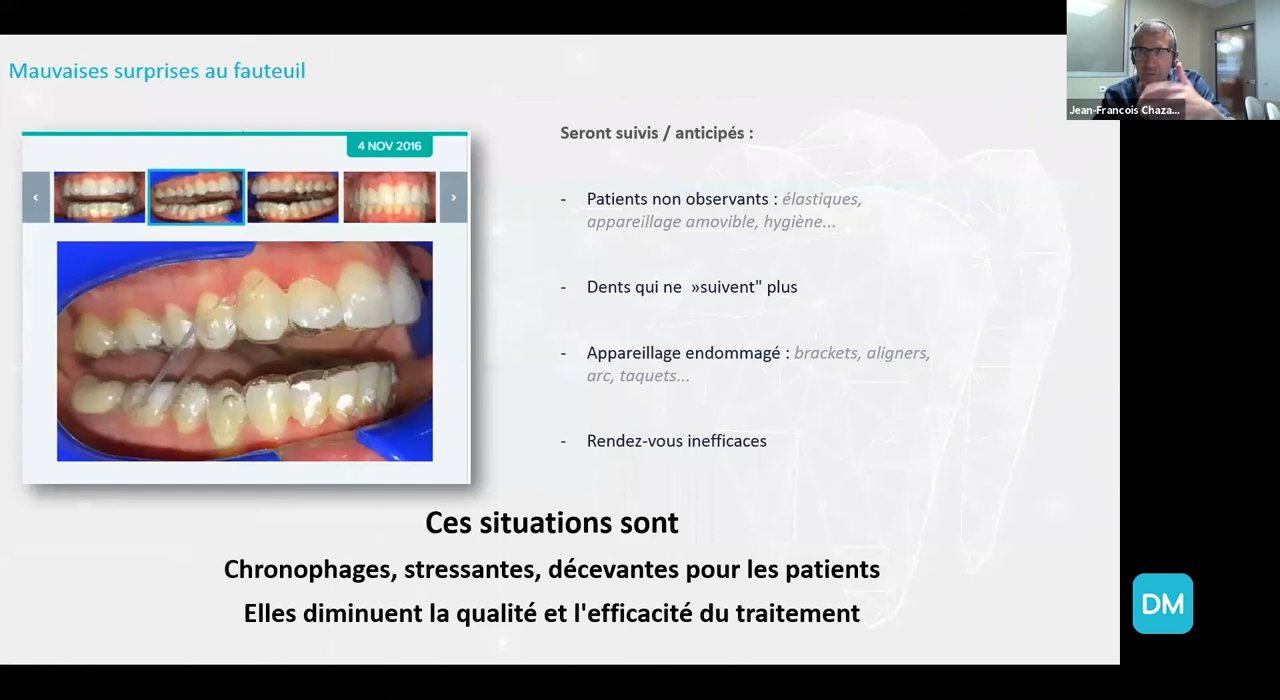 Mauvaises surprises au fauteuil
Jean-Francois Chaza...
4 NOV 2016
Seront suivis / anticipés :
- Patients non observants : élastiques,
appareillage amovible, hygiène...
- Dents qui ne »suivent" plus
- Appareillage endommagé : brackets, aligners,
arc, taquets...
- Rendez-vous inefficaces
Ces situations sont
Chronophages, stressantes, décevantes pour les patients
Elles diminuent la qualité et l'efficacité du traitement
DM